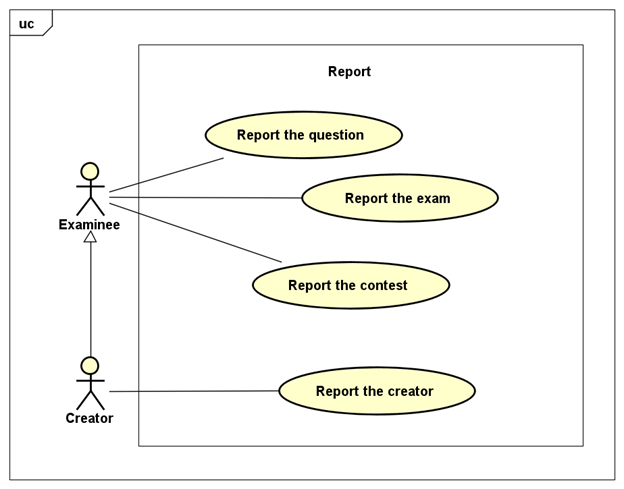 uc
Report
Report the question
Report the exam
Examinee
Report the contest
Report the creator
Creator